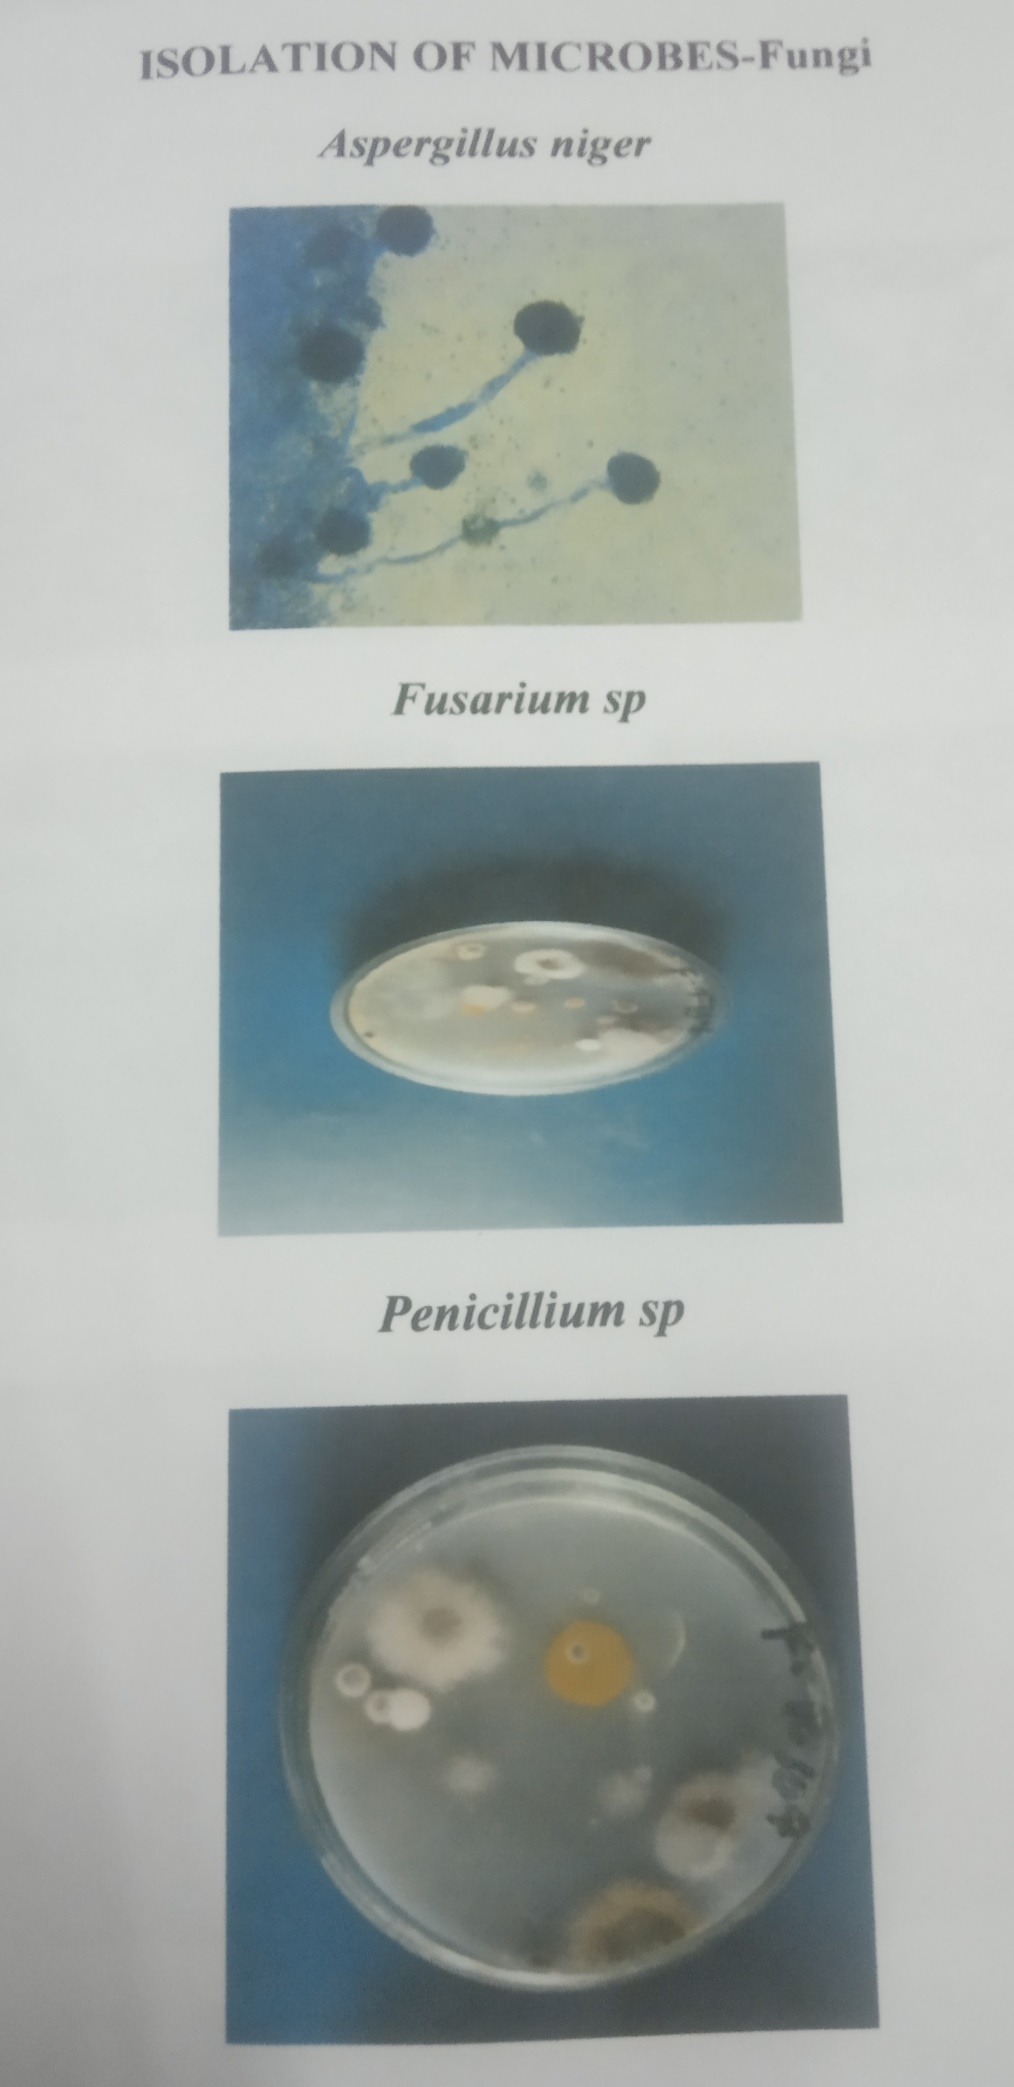 ISOLATION OF MICROBES-Fungi
Aspergillus niger
Fusarium sp
Penicillium sp